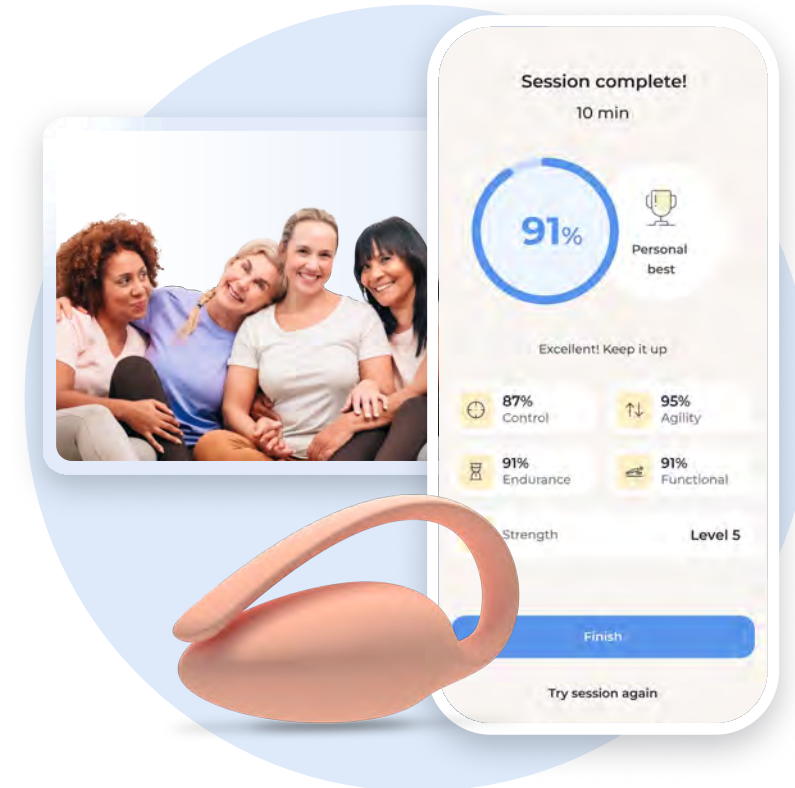 Session complete!
10 min
91%
Personal
best
Excellent! Keep it up
87%
Control
95%
Agility
91%
Endurance
91%
Functional
Strength
Level 5
Finish
Try session again